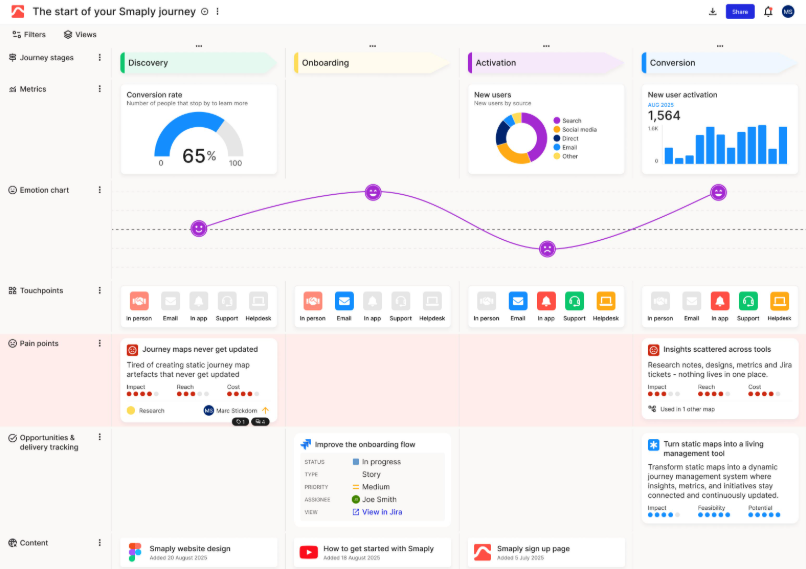 The start of your Smaply journey
Share
MS
Filters
Views
Journey stages
Discovery
Onboarding
Activation
Conversion
Metrics
Conversion rate
Number of people that stop by to learn more
65%
0
100
New users
New users by source
Search
Social media
Direct
Email
Other
New user activation
AUG 2025
1,564
1.6K
0
Emotion chart
Touchpoints
In person Email In app Support Helpdesk
In person Email In app Support Helpdesk
In person Email In app Support Helpdesk
In person Email In app Support Helpdesk
Pain points
Journey maps never get updated
Tired of creating static journey map
artefacts that never get updated
Impact Reach Cost
Research
MS Marc Stickdorn
1 4
Insights scattered across tools
Research notes, designs, metrics and Jira
tickets - nothing lives in one place.
Impact Reach Cost
Used in 1 other map
Opportunities &
delivery tracking
Improve the onboarding flow
STATUS In progress
TYPE Story
PRIORITY Medium
ASSIGNEE Joe Smith
VIEW View in Jira
Turn static maps into a living
management tool
Transform static maps into a dynamic
journey management system where
insights, metrics, and initiatives stay
connected and continuously updated.
Impact Feasibility Potential
Content
Smaply website design
Added 20 August 2025
How to get started with Smaply
Added 18 August 2025
Smaply sign up page
Added 5 July 2025